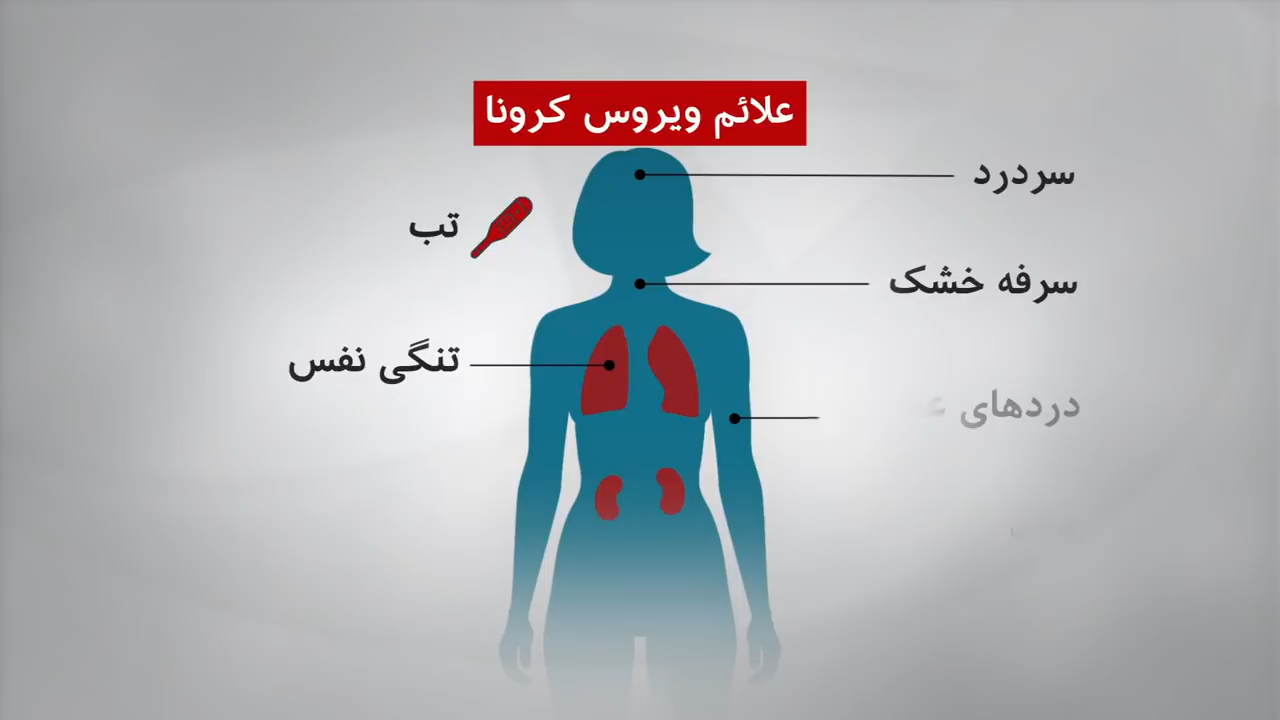 علائم ویروس کرونا
سردرد
تب
سرفه خشک
تنگی نفس
دردهای